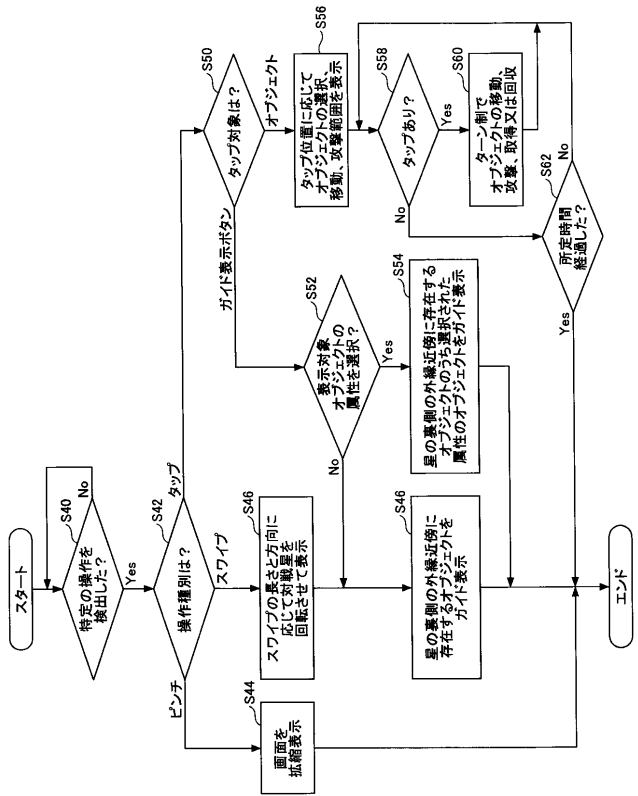 スタート
S40
特定の操作を
検出した？
No
Yes
S42
操作種別は？
ピンチ
スワイプ
タップ
S44
画面を
拡縮表示
S46
スワイプの長さと方向に
応じて対戦星を
回転させて表示
S46
星の裏側の外縁近傍に
存在するオブジェクトを
ガイド表示
S50
タップ対象は？
ガイド表示ボタン
オブジェクト
S52
表示対象
オブジェクトの
属性を選択？
No
Yes
S54
星の裏側の外縁近傍に存在する
オブジェクトのうち選択された
属性のオブジェクトをガイド表示
S56
タップ位置に応じて
オブジェクトの選択、
移動、攻撃範囲を表示
S58
タップあり？
No
Yes
S60
ターン制で
オブジェクトの移動、
攻撃、取得又は回収
S62
所定時間
経過した？
No
Yes
エンド